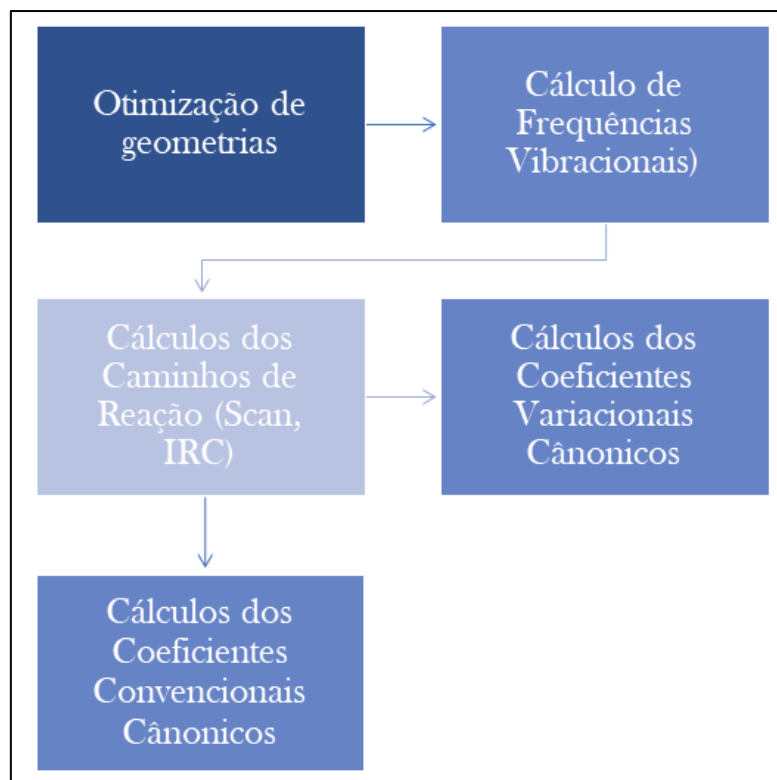 Otimização de
geometrias
Cálculo de
Frequências
Vibracionais)
Cálculos dos
Caminhos de
Reação (Scan,
IRC)
Cálculos dos
Coeficientes
Variacionais
Cânonicos
Cálculos dos
Coeficientes
Convencionais
Cânonicos